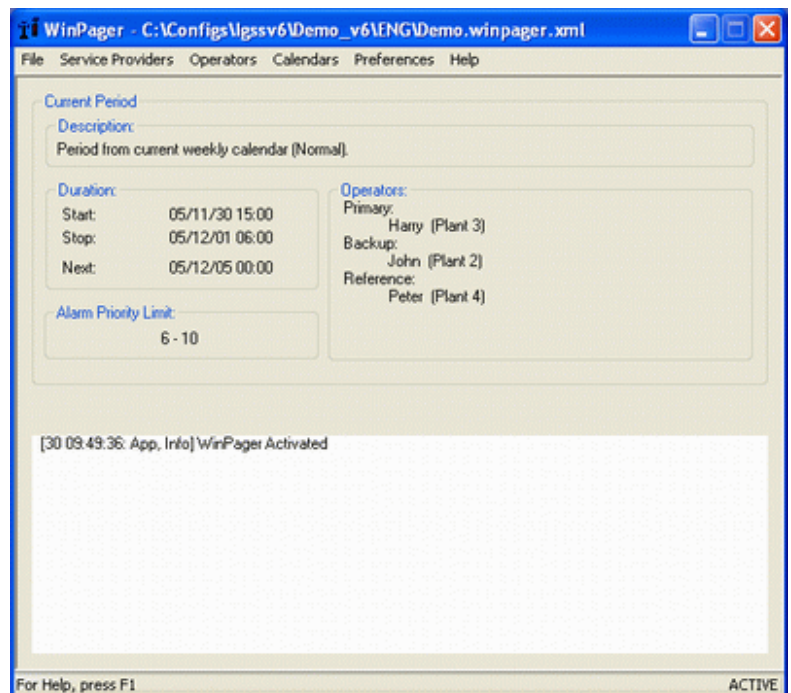 WinPager - C:\Configs\Igssv6\Demo_v6\ENG\Demo.winpager.xml
File Service Providers Operators Calendars Preferences Help
Current Period
Description:
Period from current weekly calendar (Normal).
Duration:
Start: 05/11/30 15:00
Stop: 05/12/01 06:00
Next: 05/12/05 00:00
Alarm Priority Limit:
6 - 10
Operators:
Primary:
Harry (Plant 3)
Backup:
John (Plant 2)
Reference:
Peter (Plant 4)
[30 09:49:36: App, Info] WinPager Activated
For Help, press F1 ACTIVE